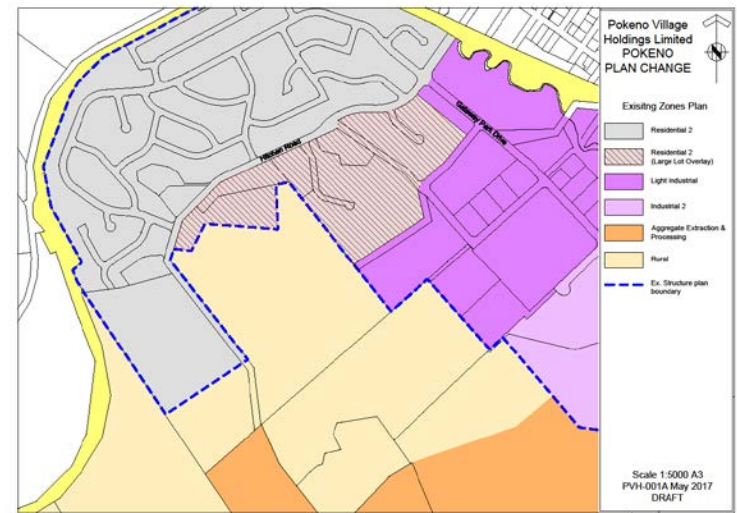 Pokeno Village
Holdings Limited
POKENO
PLAN CHANGE
Exisitng Zones Plan
Residential 2
Residential 2
(Large Lot Overlay)
Light Industrial
Industrial 2
Aggregate Extraction &
Processing
Rural
Ex. Structure plan
boundary
Scale 1:5000 A3
PVH-001A May 2017
DRAFT
Gateway Park Drive
Hitchen Road